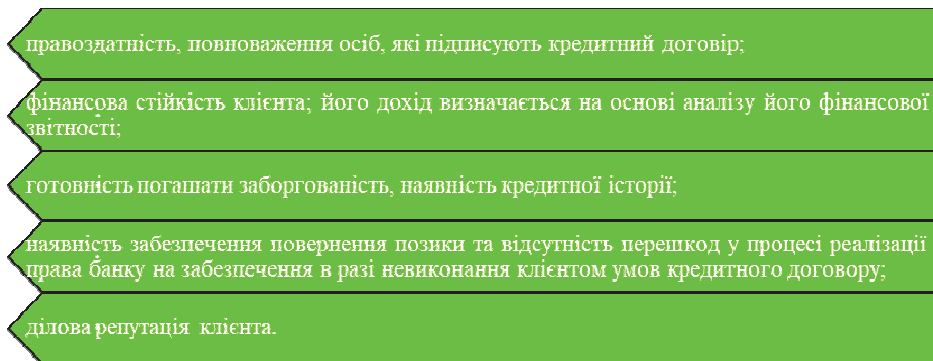 правоздатність, повноваження осіб, які підписують кредитний договір;
фінансова стійкість клієнта; його дохід визначається на основі аналізу його фінансової
звітності;
готовність погашати заборгованість, наявність кредитної історії;
наявність забезпечення повернення позики та відсутність перешкод у процесі реалізації
права банку на забезпечення в разі невиконання клієнтом умов кредитного договору;
ділова репутація клієнта.